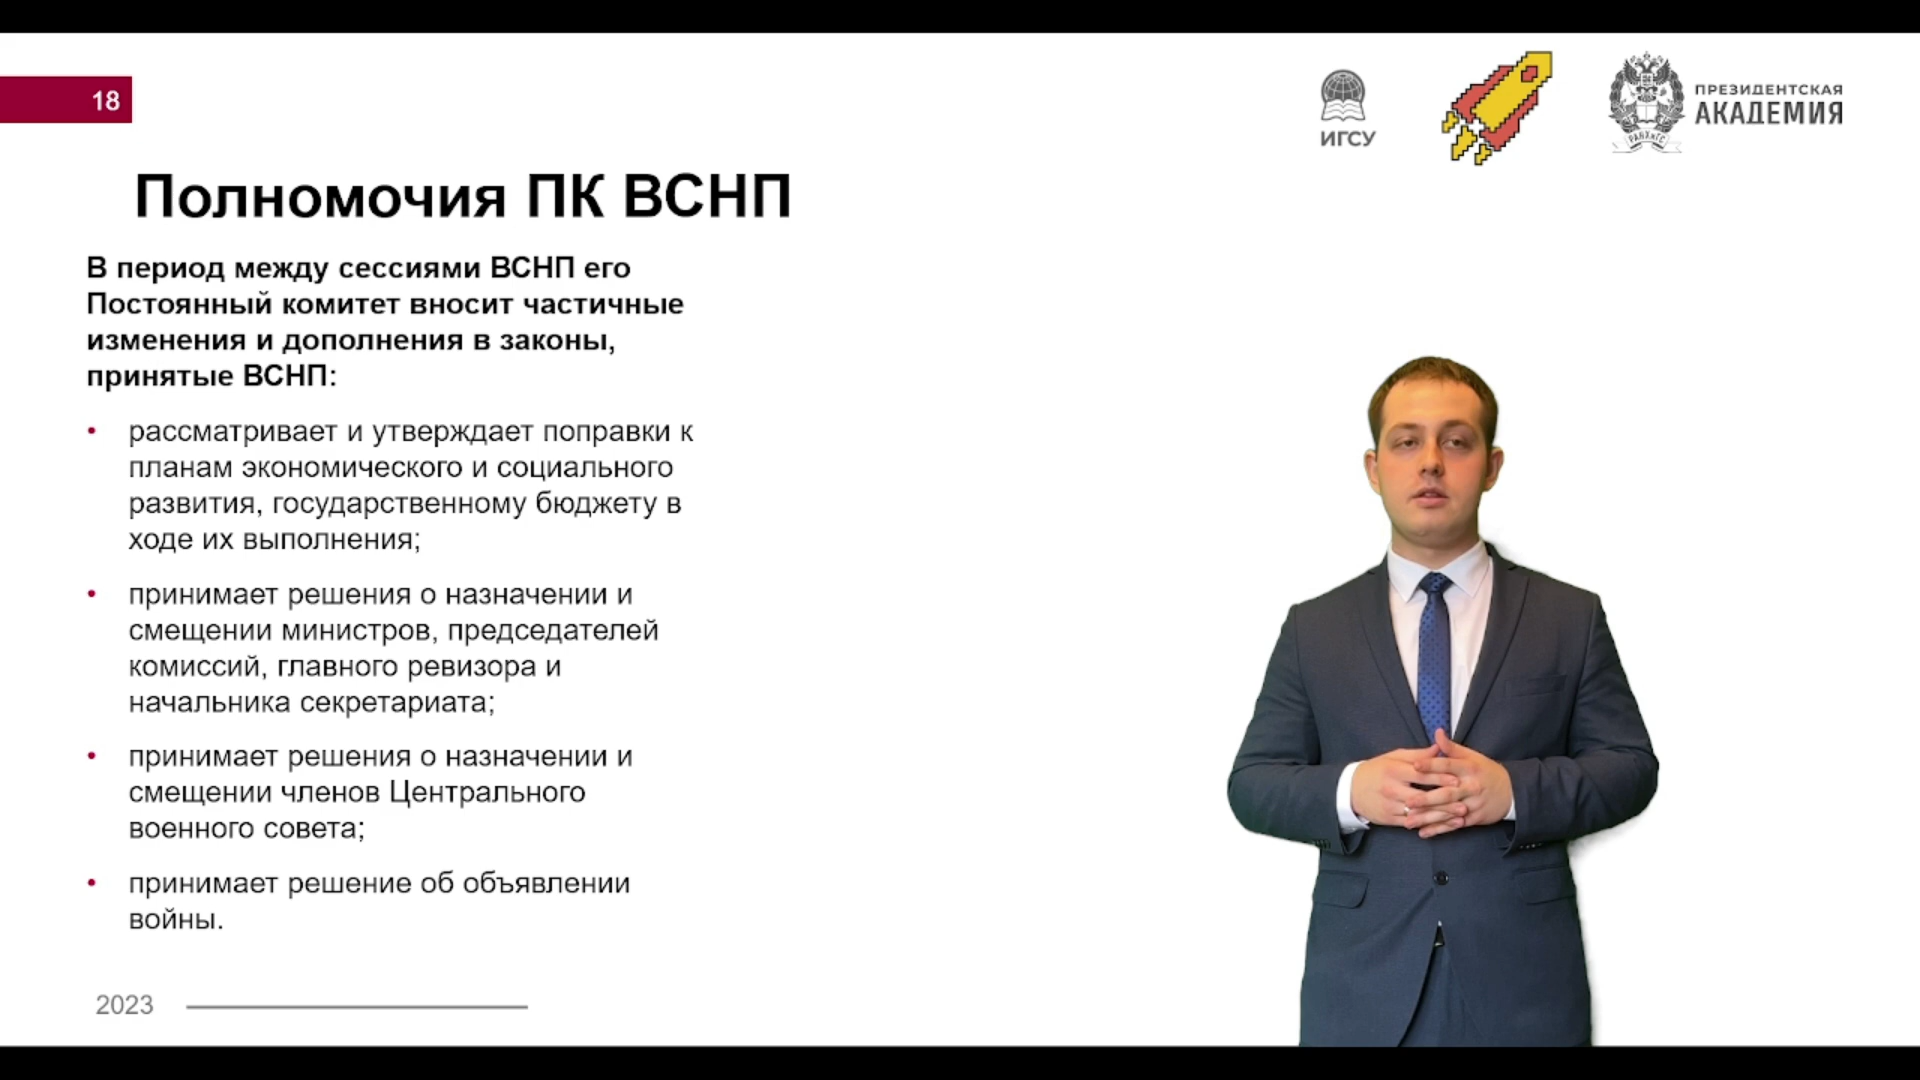 18
ИГСУ
ПРЕЗИДЕНТСКАЯ
АКАДЕМИЯ
РАНХиГС
Полномочия ПК ВСНП
В период между сессиями ВСНП его
Постоянный комитет вносит частичные
изменения и дополнения в законы,
принятые ВСНП:
• рассматривает и утверждает поправки к
планам экономического и социального
развития, государственному бюджету в
ходе их выполнения;
• принимает решения о назначении и
смещении министров, председателей
комиссий, главного ревизора и
начальника секретариата;
• принимает решения о назначении и
смещении членов Центрального
военного совета;
• принимает решение об объявлении
войны.
2023